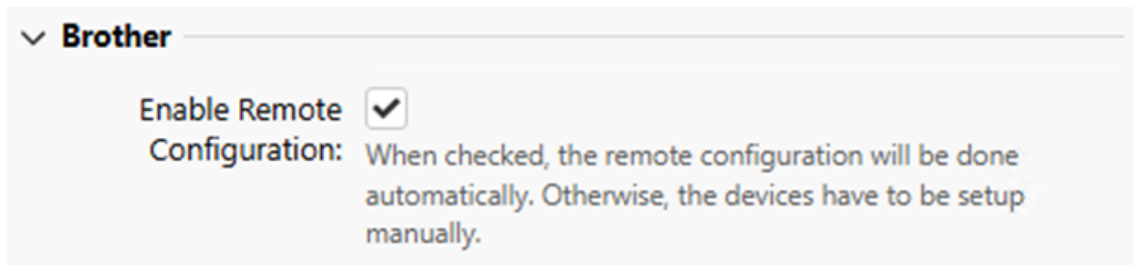 Brother
Enable Remote
Configuration:
When checked, the remote configuration will be done
automatically. Otherwise, the devices have to be setup
manually.